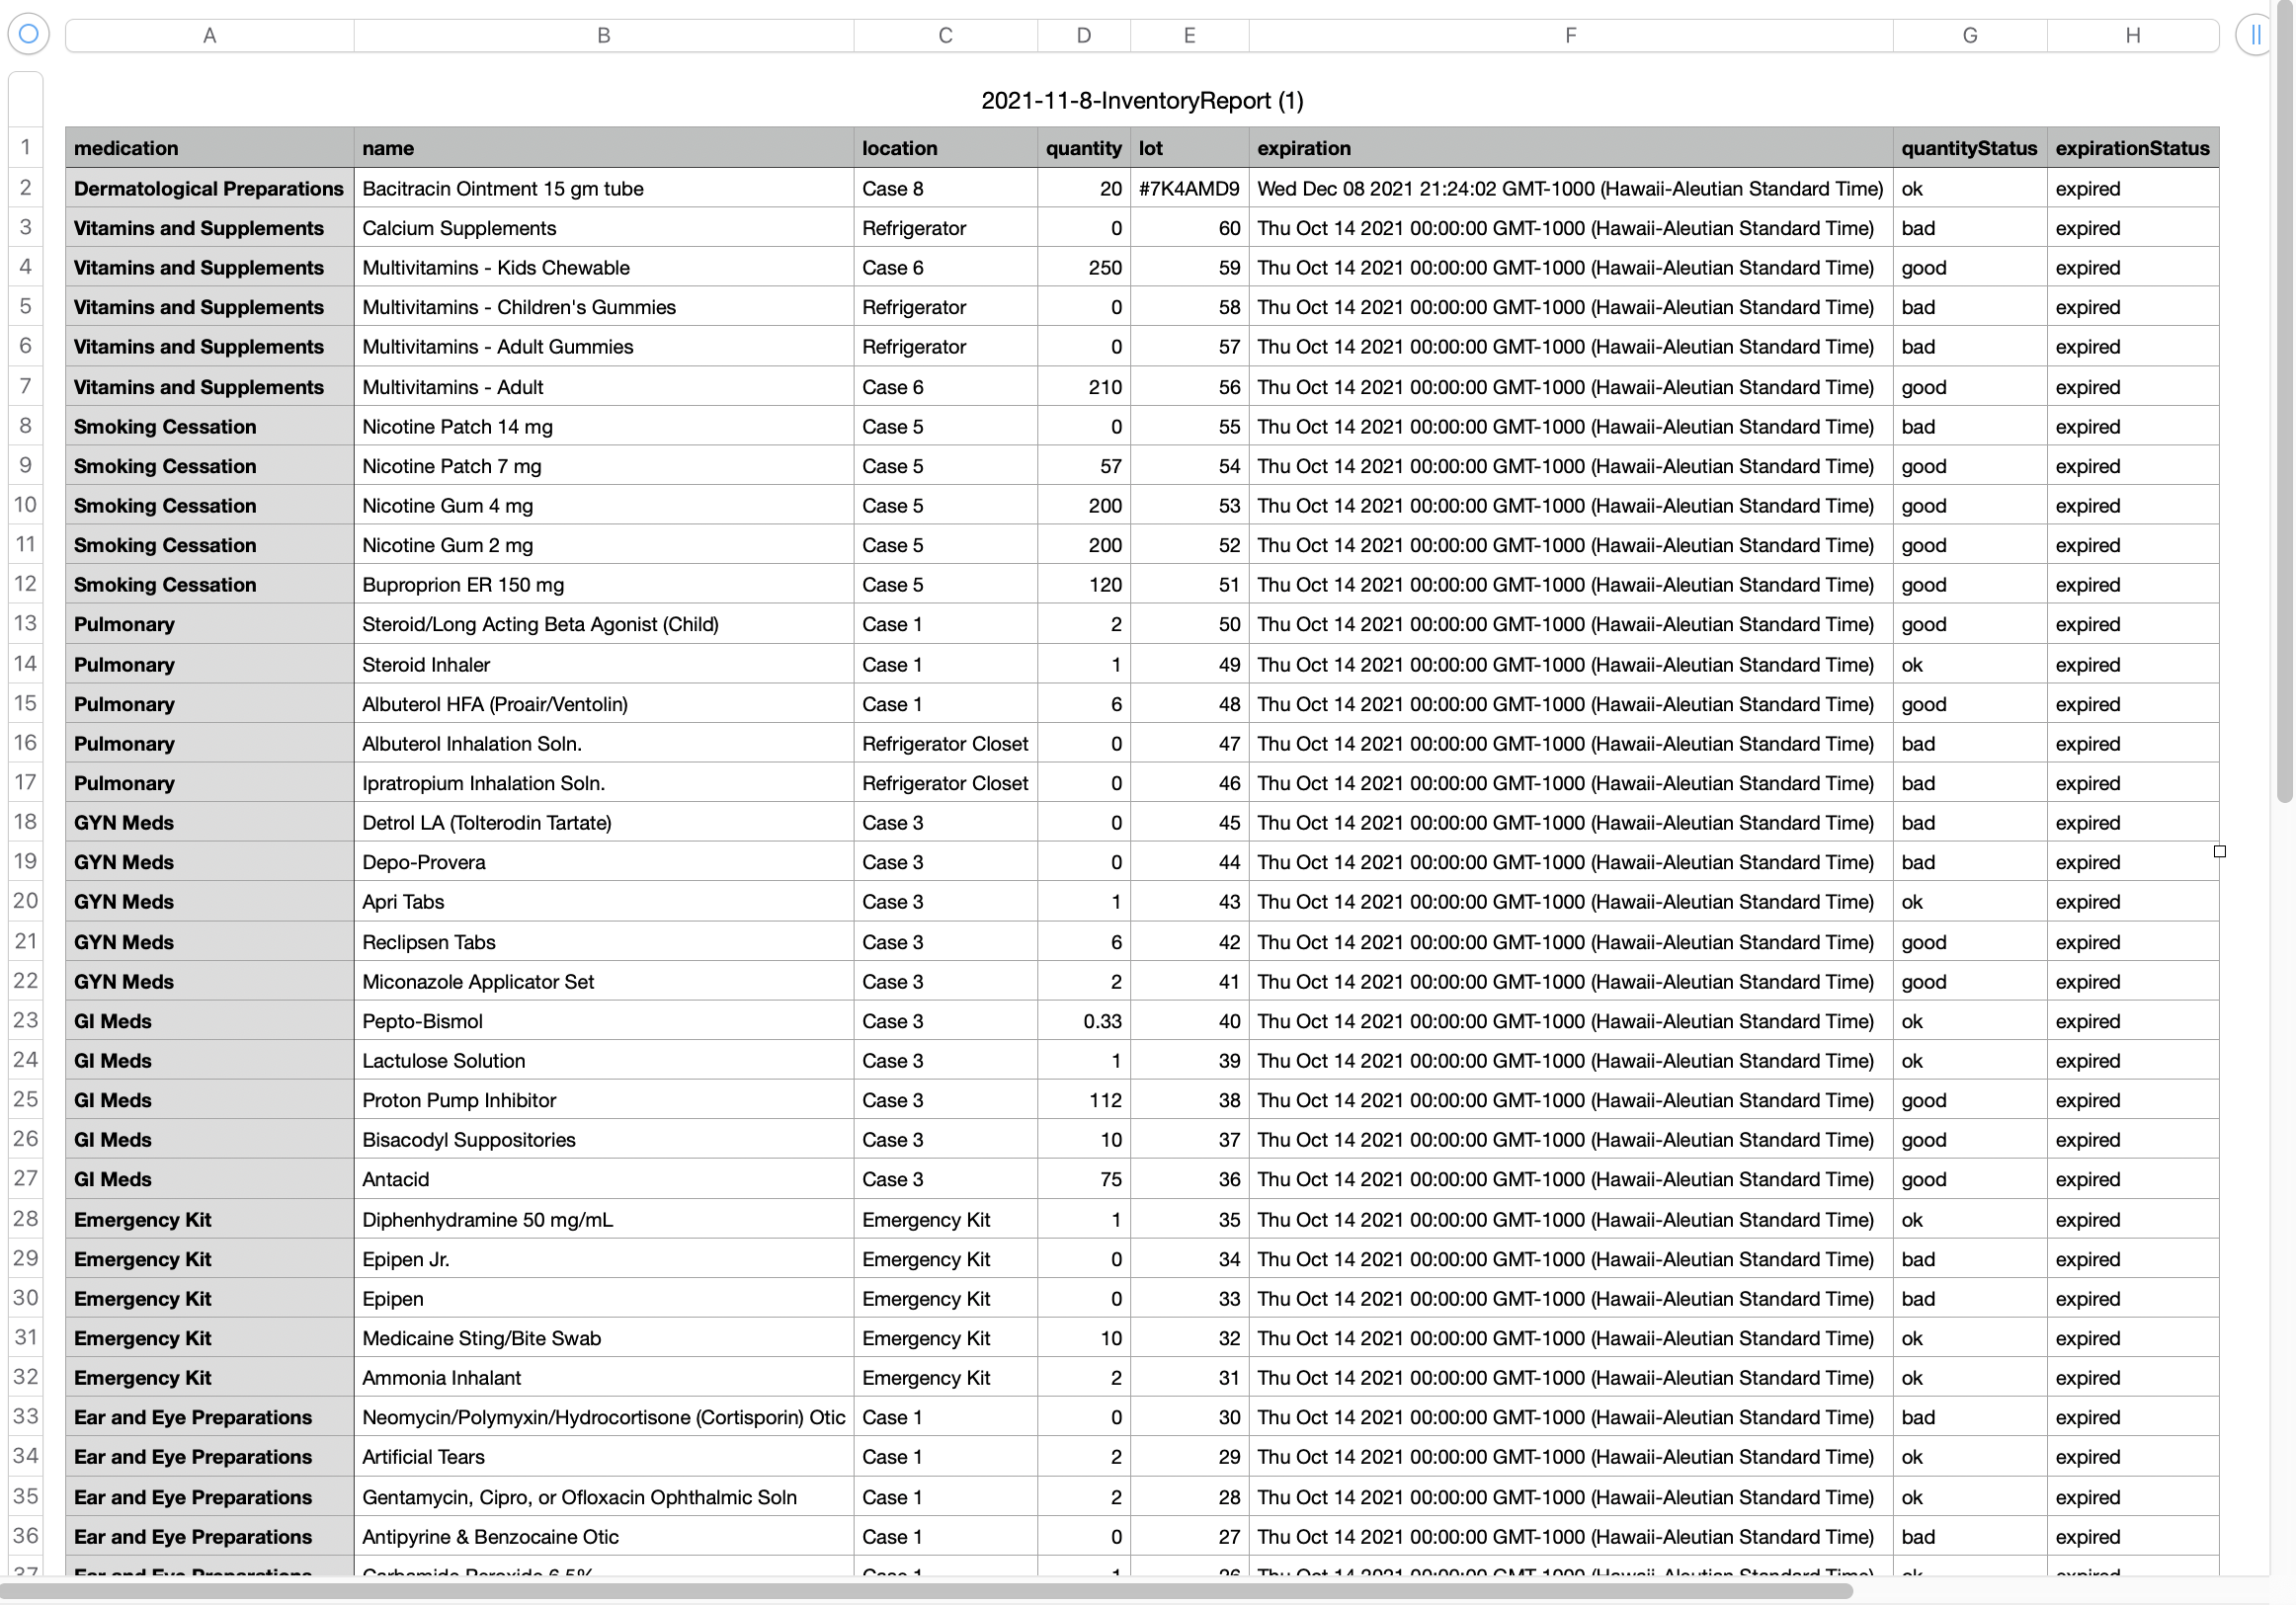 A B C D E F G H
2021-11-8-InventoryReport (1)
1 medication name location quantity lot expiration quantityStatus expirationStatus
2 Dermatological Preparations Bacitracin Ointment 15 gm tube Case 8 20 #7K4AMD9 Wed Dec 08 2021 21:24:02 GMT-1000 (Hawaii-Aleutian Standard Time) ok expired
3 Vitamins and Supplements Calcium Supplements Refrigerator 0 60 Thu Oct 14 2021 00:00:00 GMT-1000 (Hawaii-Aleutian Standard Time) bad expired
4 Vitamins and Supplements Multivitamins - Kids Chewable Case 6 250 59 Thu Oct 14 2021 00:00:00 GMT-1000 (Hawaii-Aleutian Standard Time) good expired
5 Vitamins and Supplements Multivitamins - Children's Gummies Refrigerator 0 58 Thu Oct 14 2021 00:00:00 GMT-1000 (Hawaii-Aleutian Standard Time) bad expired
6 Vitamins and Supplements Multivitamins - Adult Gummies Refrigerator 0 57 Thu Oct 14 2021 00:00:00 GMT-1000 (Hawaii-Aleutian Standard Time) bad expired
7 Vitamins and Supplements Multivitamins - Adult Case 6 210 56 Thu Oct 14 2021 00:00:00 GMT-1000 (Hawaii-Aleutian Standard Time) good expired
8 Smoking Cessation Nicotine Patch 14 mg Case 5 0 55 Thu Oct 14 2021 00:00:00 GMT-1000 (Hawaii-Aleutian Standard Time) bad expired
9 Smoking Cessation Nicotine Patch 7 mg Case 5 57 54 Thu Oct 14 2021 00:00:00 GMT-1000 (Hawaii-Aleutian Standard Time) good expired
10 Smoking Cessation Nicotine Gum 4 mg Case 5 200 53 Thu Oct 14 2021 00:00:00 GMT-1000 (Hawaii-Aleutian Standard Time) good expired
11 Smoking Cessation Nicotine Gum 2 mg Case 5 200 52 Thu Oct 14 2021 00:00:00 GMT-1000 (Hawaii-Aleutian Standard Time) good expired
12 Smoking Cessation Buproprion ER 150 mg Case 5 120 51 Thu Oct 14 2021 00:00:00 GMT-1000 (Hawaii-Aleutian Standard Time) good expired
13 Pulmonary Steroid/Long Acting Beta Agonist (Child) Case 1 2 50 Thu Oct 14 2021 00:00:00 GMT-1000 (Hawaii-Aleutian Standard Time) good expired
14 Pulmonary Steroid Inhaler Case 1 1 49 Thu Oct 14 2021 00:00:00 GMT-1000 (Hawaii-Aleutian Standard Time) ok expired
15 Pulmonary Albuterol HFA (Proair/Ventolin) Case 1 6 48 Thu Oct 14 2021 00:00:00 GMT-1000 (Hawaii-Aleutian Standard Time) good expired
16 Pulmonary Albuterol Inhalation Soln. Refrigerator Closet 0 47 Thu Oct 14 2021 00:00:00 GMT-1000 (Hawaii-Aleutian Standard Time) bad expired
17 Pulmonary Ipratropium Inhalation Soln. Refrigerator Closet 0 46 Thu Oct 14 2021 00:00:00 GMT-1000 (Hawaii-Aleutian Standard Time) bad expired
18 GYN Meds Detrol LA (Tolterodin Tartate) Case 3 0 45 Thu Oct 14 2021 00:00:00 GMT-1000 (Hawaii-Aleutian Standard Time) bad expired
19 GYN Meds Depo-Provera Case 3 0 44 Thu Oct 14 2021 00:00:00 GMT-1000 (Hawaii-Aleutian Standard Time) bad expired
20 GYN Meds Apri Tabs Case 3 1 43 Thu Oct 14 2021 00:00:00 GMT-1000 (Hawaii-Aleutian Standard Time) ok expired
21 GYN Meds Reclipsen Tabs Case 3 6 42 Thu Oct 14 2021 00:00:00 GMT-1000 (Hawaii-Aleutian Standard Time) good expired
22 GYN Meds Miconazole Applicator Set Case 3 2 41 Thu Oct 14 2021 00:00:00 GMT-1000 (Hawaii-Aleutian Standard Time) good expired
23 GI Meds Pepto-Bismol Case 3 0.33 40 Thu Oct 14 2021 00:00:00 GMT-1000 (Hawaii-Aleutian Standard Time) ok expired
24 GI Meds Lactulose Solution Case 3 1 39 Thu Oct 14 2021 00:00:00 GMT-1000 (Hawaii-Aleutian Standard Time) ok expired
25 GI Meds Proton Pump Inhibitor Case 3 112 38 Thu Oct 14 2021 00:00:00 GMT-1000 (Hawaii-Aleutian Standard Time) good expired
26 GI Meds Bisacodyl Suppositories Case 3 10 37 Thu Oct 14 2021 00:00:00 GMT-1000 (Hawaii-Aleutian Standard Time) good expired
27 GI Meds Antacid Case 3 75 36 Thu Oct 14 2021 00:00:00 GMT-1000 (Hawaii-Aleutian Standard Time) good expired
28 Emergency Kit Diphenhydramine 50 mg/mL Emergency Kit 1 35 Thu Oct 14 2021 00:00:00 GMT-1000 (Hawaii-Aleutian Standard Time) ok expired
29 Emergency Kit Epipen Jr. Emergency Kit 0 34 Thu Oct 14 2021 00:00:00 GMT-1000 (Hawaii-Aleutian Standard Time) bad expired
30 Emergency Kit Epipen Emergency Kit 0 33 Thu Oct 14 2021 00:00:00 GMT-1000 (Hawaii-Aleutian Standard Time) bad expired
31 Emergency Kit Medicaine Sting/Bite Swab Emergency Kit 10 32 Thu Oct 14 2021 00:00:00 GMT-1000 (Hawaii-Aleutian Standard Time) ok expired
32 Emergency Kit Ammonia Inhalant Emergency Kit 2 31 Thu Oct 14 2021 00:00:00 GMT-1000 (Hawaii-Aleutian Standard Time) ok expired
33 Ear and Eye Preparations Neomycin/Polymyxin/Hydrocortisone (Cortisporin) Otic Case 1 0 30 Thu Oct 14 2021 00:00:00 GMT-1000 (Hawaii-Aleutian Standard Time) bad expired
34 Ear and Eye Preparations Artificial Tears Case 1 2 29 Thu Oct 14 2021 00:00:00 GMT-1000 (Hawaii-Aleutian Standard Time) ok expired
35 Ear and Eye Preparations Gentamycin, Cipro, or Ofloxacin Ophthalmic Soln Case 1 2 28 Thu Oct 14 2021 00:00:00 GMT-1000 (Hawaii-Aleutian Standard Time) ok expired
36 Ear and Eye Preparations Antipyrine & Benzocaine Otic Case 1 0 27 Thu Oct 14 2021 00:00:00 GMT-1000 (Hawaii-Aleutian Standard Time) bad expired
37 Ear and Eye Preparations Carbamide Peroxide 6.5% Case 1 1 26 Thu Oct 14 2021 00:00:00 GMT-1000 (Hawaii-Aleutian Standard Time) ok expired